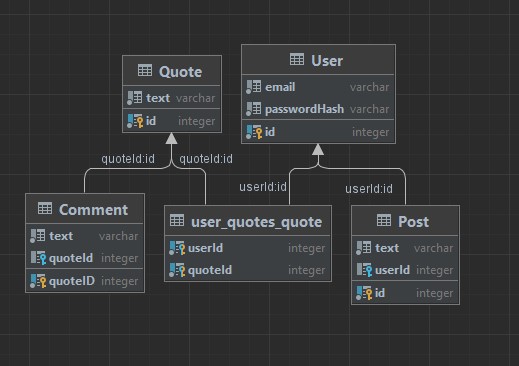 Quote
text varchar
id integer
User
email varchar
passwordHash varchar
id integer
quoteId:id
quoteId:id
userId:id
userId:id
Comment
text varchar
quoteId integer
quoteID integer
user_quotes_quote
userId integer
quoteId integer
Post
text varchar
userId integer
id integer